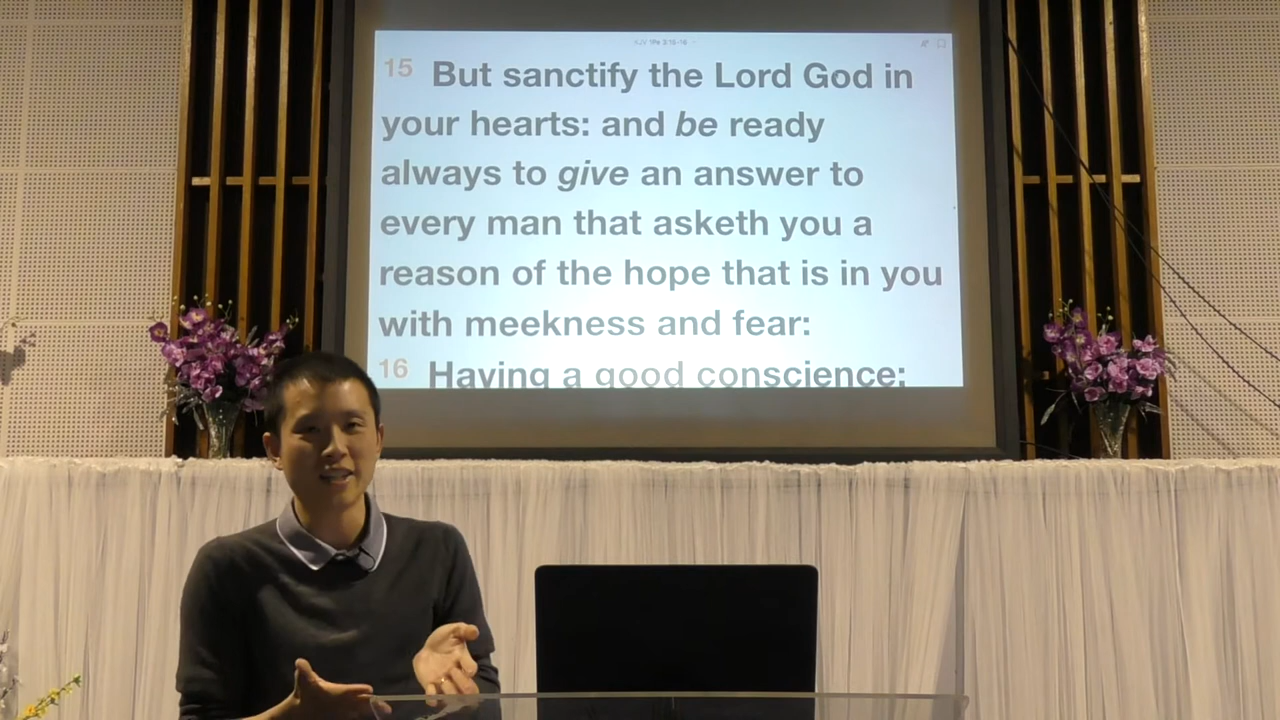 15 But sanctify the Lord God in
your hearts: and be ready
always to give an answer to
every man that asketh you a
reason of the hope that is in you
with meekness and fear:
16 Having a good conscience;